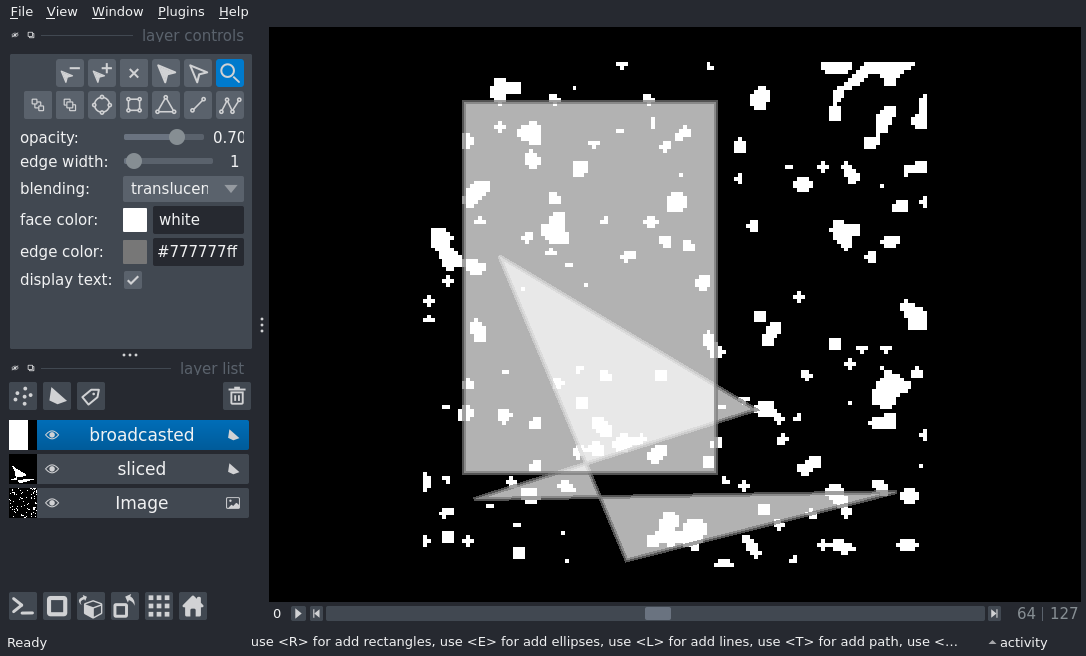 File View Window Plugins Help
layer controls
opacity: 0.70
edge width: 1
blending: translucen
face color: white
edge color: #777777ff
display text:
layer list
broadcasted
sliced
Image
0 64 127
Ready use <R> for add rectangles, use <E> for add ellipses, use <L> for add lines, use <T> for add path, use <... activity